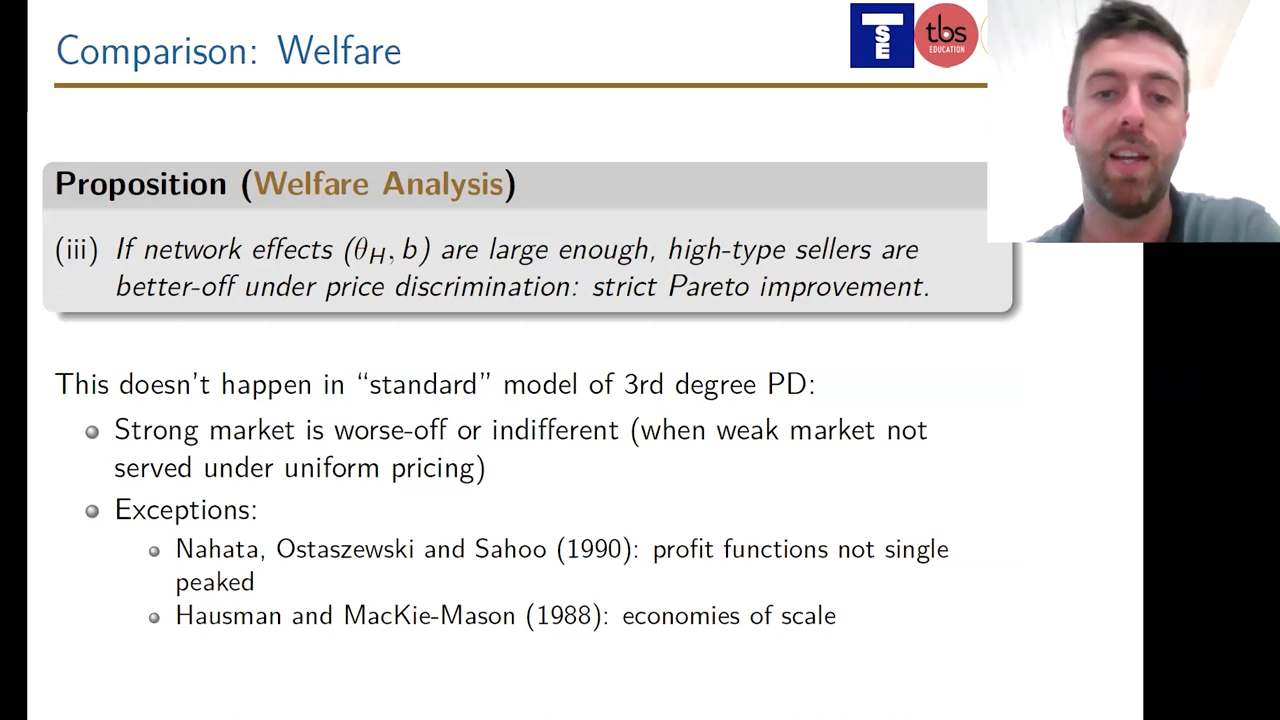 Comparison: Welfare
TSE
tbs
EDUCATION
Proposition (Welfare Analysis)
(iii) If network effects (θ_H, b) are large enough, high-type sellers are
better-off under price discrimination: strict Pareto improvement.
This doesn't happen in “standard” model of 3rd degree PD:
Strong market is worse-off or indifferent (when weak market not
served under uniform pricing)
Exceptions:
Nahata, Ostaszewski and Sahoo (1990): profit functions not single
peaked
Hausman and MacKie-Mason (1988): economies of scale